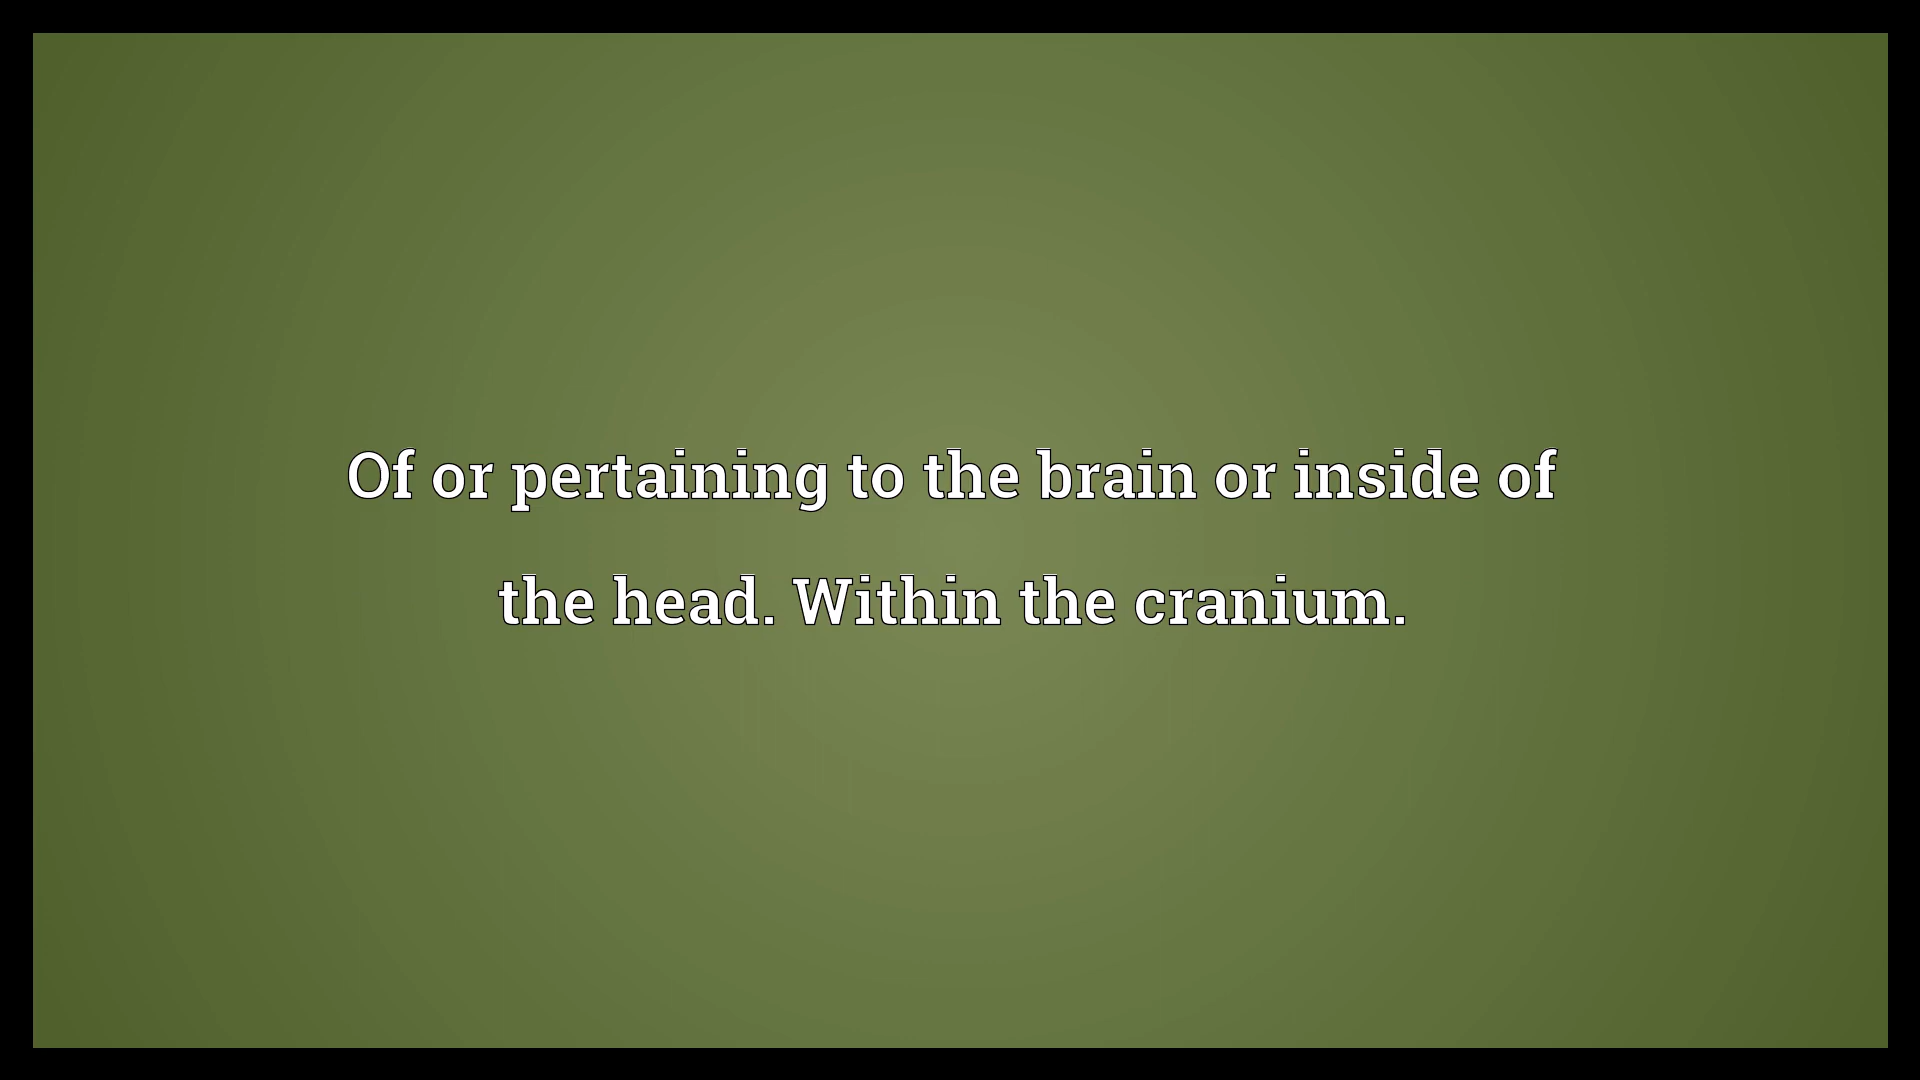 Of or pertaining to the brain or inside of
the head. Within the cranium.